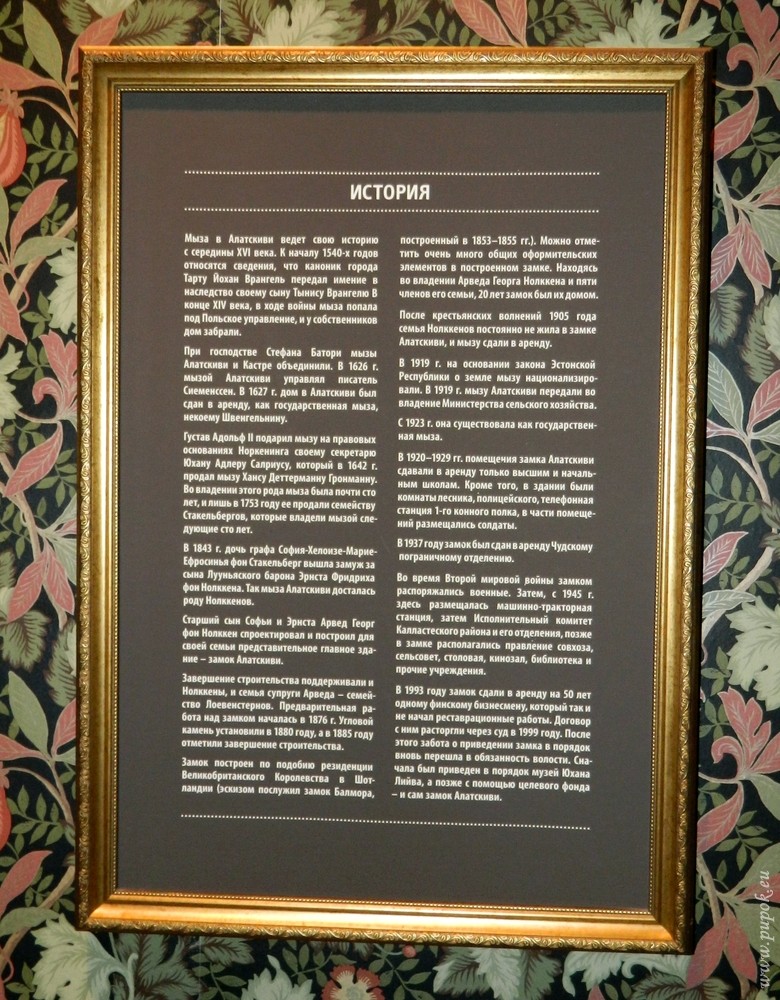 ИСТОРИЯ
Мыза в Алатскиви ведет свою историю
с середины XVI века. К началу 1540-х годов
относятся сведения, что каноник города
Тарту Йохан Врангель передал имение в
наследство своему сыну Тынису Врангелю В
конце XIV века, в ходе войны мыза попала
под Польское управление, и у собственников
дом забрали.
При господстве Стефана Батори мызы
Алатскиви и Кастре объединили. В 1626 г.
мызой Алатскиви управлял писатель
Сиеменссен. В 1627 г. дом в Алатскиви был
сдан в аренду, как государственная мыза,
некоему Швенгельнину.
Густав Адольф II подарил мызу на правовых
основаниях Норкенинга своему секретарю
Юхану Адлеру Салриусу, который в 1642 г.
продал мызу Хансу Деттерманну Гронманну.
Во владении этого рода мыза была почти сто
лет, и лишь в 1753 году ее продали семейству
Стакельбергов, которые владели мызой сле-
дующие сто лет.
В 1843 г. дочь графа София-Хелоизе-Марие-
Ефросинья фон Стакельберг вышла замуж за
сына Лууньяского барона Эрнста Фридриха
фон Нолккена. Так мыза Алатскиви досталась
роду Нолккенов.
Старший сын Софьи и Эрнста Арвед Георг
фон Нолккен спроектировал и построил для
своей семьи представительное главное зда-
ние – замок Алатскиви.
Завершение строительства поддерживали и
Нолккены, и семья супруги Арведа – семей-
ство Лоевенстернов. Предварительная ра-
бота над замком началась в 1876 г. Угловой
камень установили в 1880 году, а в 1885 году
отметили завершение строительства.
Замок построен по подобию резиденции
Великобританского Королевства в Шот-
ландии (эскизом послужил замок Балмора,
построенный в 1853–1855 гг.). Можно отме-
тить очень много общих оформительских
элементов в построенном замке. Находясь
во владении Арведа Георга Нолккена и пяти
членов его семьи, 20 лет замок был их домом.
После крестьянских волнений 1905 года
семья Нолккенов постоянно не жила в замке
Алатскиви, и мызу сдали в аренду.
В 1919 г. на основании закона Эстонской
Республики о земле мызу национализиро-
вали. В 1919 г. мызу Алатскиви передали во
владение Министерства сельского хозяйства.
С 1923 г. она существовала как государствен-
ная мыза.
В 1920–1929 гг. помещения замка Алатскиви
сдавали в аренду только высшим и началь-
ным школам. Кроме того, в здании были
комнаты лесника, полицейского, телефонная
станция 1-го конного полка, в части помеще-
ний размещались солдаты.
В 1937 году замок был сдан в аренду Чудскому
пограничному отделению.
Во время Второй мировой войны замком
распоряжались военные. Затем, с 1945 г.
здесь размещалась машинно-тракторная
станция, затем Исполнительный комитет
Калластеского района и его отделения, позже
в замке располагались правление совхоза,
сельсовет, столовая, кинозал, библиотека и
прочие учреждения.
В 1993 году замок сдали в аренду на 50 лет
одному финскому бизнесмену, который так и
не начал реставрационные работы. Договор
с ним расторгли через суд в 1999 году. После
этого забота о приведении замка в порядок
вновь перешла в обязанность волости. Сна-
чала был приведен в порядок музей Юхана
Лийва, а позже с помощью целевого фонда
– и сам замок Алатскиви.
www.pupok.eu